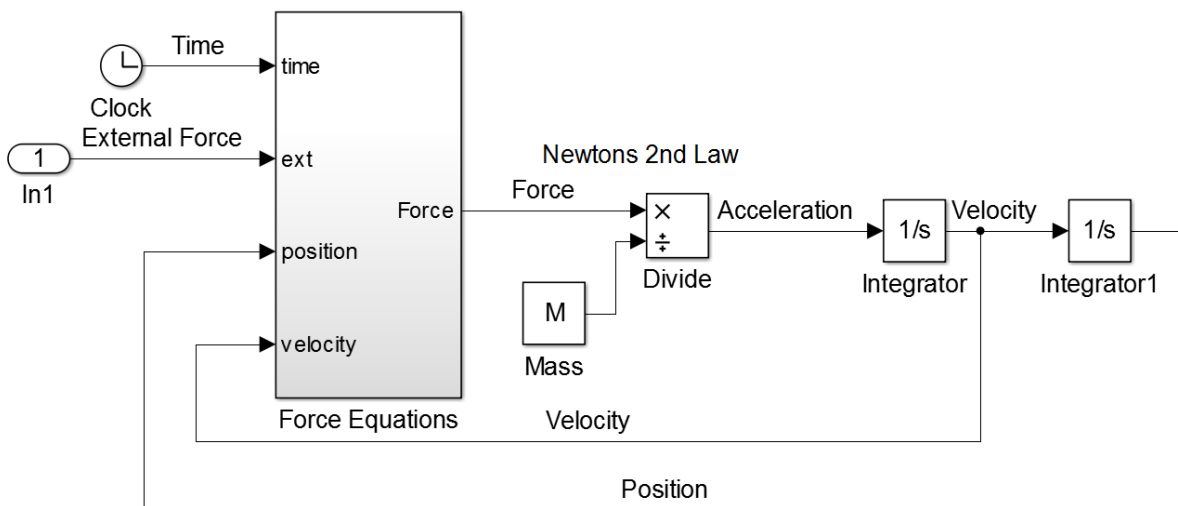 Time
time
Clock
External Force
1
ext
In1
Newtons 2nd Law
Force
Force
×
÷
Acceleration
1/s
Velocity
1/s
position
Divide
Integrator
Integrator1
M
velocity
Mass
Force Equations
Velocity
Position